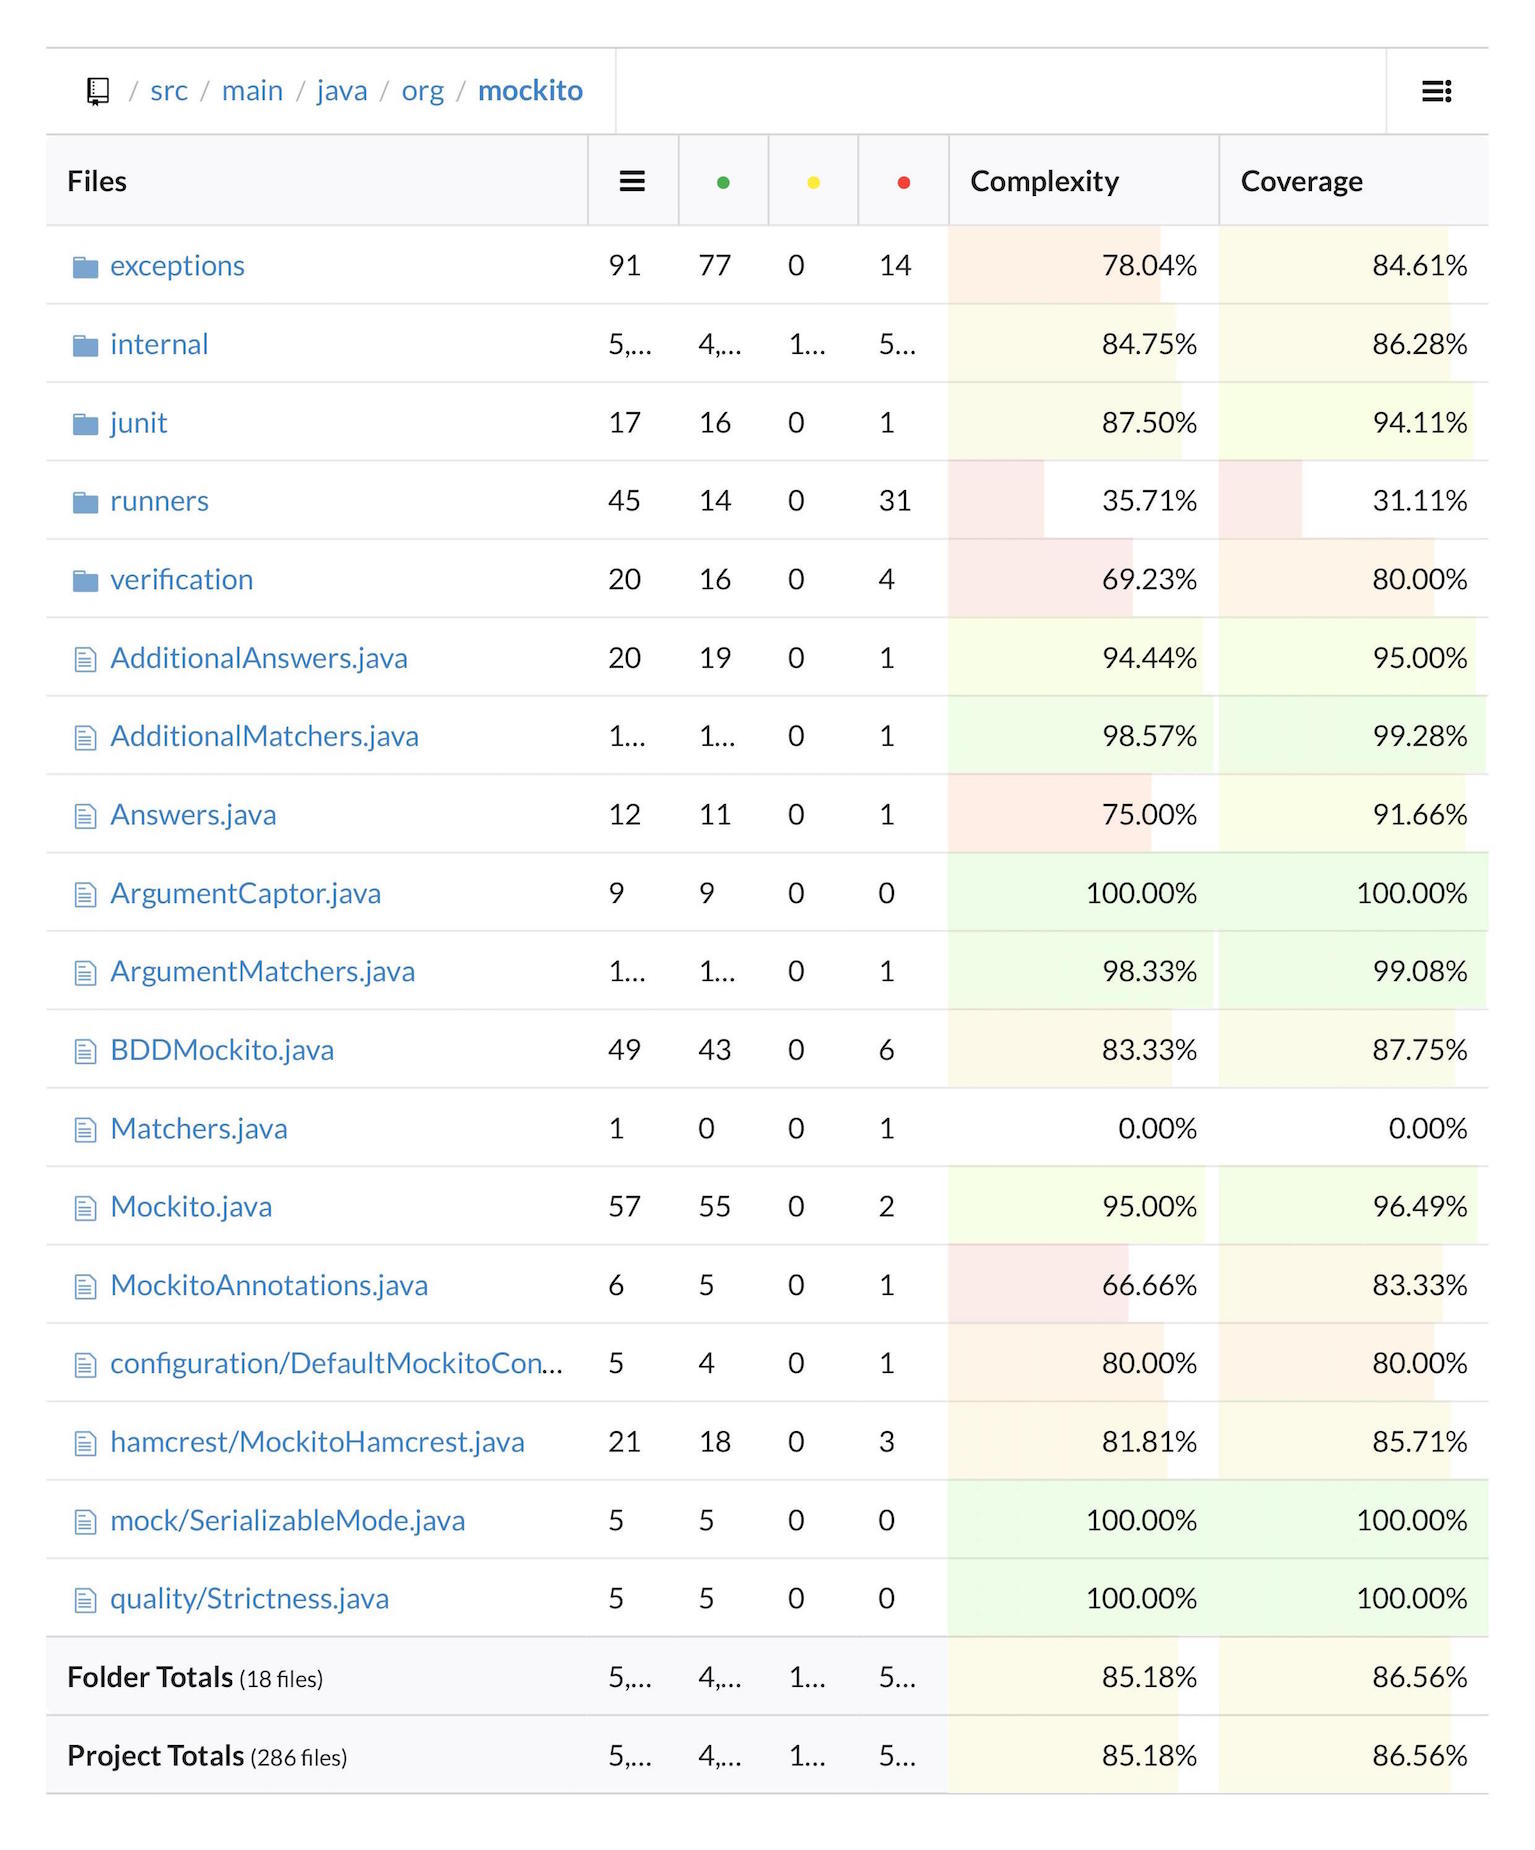 / src / main / java / org / mockito
Files Complexity Coverage
exceptions 91 77 0 14 78.04% 84.61%
internal 5,... 4,... 1... 5... 84.75% 86.28%
junit 17 16 0 1 87.50% 94.11%
runners 45 14 0 31 35.71% 31.11%
verification 20 16 0 4 69.23% 80.00%
AdditionalAnswers.java 20 19 0 1 94.44% 95.00%
AdditionalMatchers.java 1... 1... 0 1 98.57% 99.28%
Answers.java 12 11 0 1 75.00% 91.66%
ArgumentCaptor.java 9 9 0 0 100.00% 100.00%
ArgumentMatchers.java 1... 1... 0 1 98.33% 99.08%
BDDMockito.java 49 43 0 6 83.33% 87.75%
Matchers.java 1 0 0 1 0.00% 0.00%
Mockito.java 57 55 0 2 95.00% 96.49%
MockitoAnnotations.java 6 5 0 1 66.66% 83.33%
configuration/DefaultMockitoCon... 5 4 0 1 80.00% 80.00%
hamcrest/MockitoHamcrest.java 21 18 0 3 81.81% 85.71%
mock/SerializableMode.java 5 5 0 0 100.00% 100.00%
quality/Strictness.java 5 5 0 0 100.00% 100.00%
Folder Totals (18 files) 5,... 4,... 1... 5... 85.18% 86.56%
Project Totals (286 files) 5,... 4,... 1... 5... 85.18% 86.56%